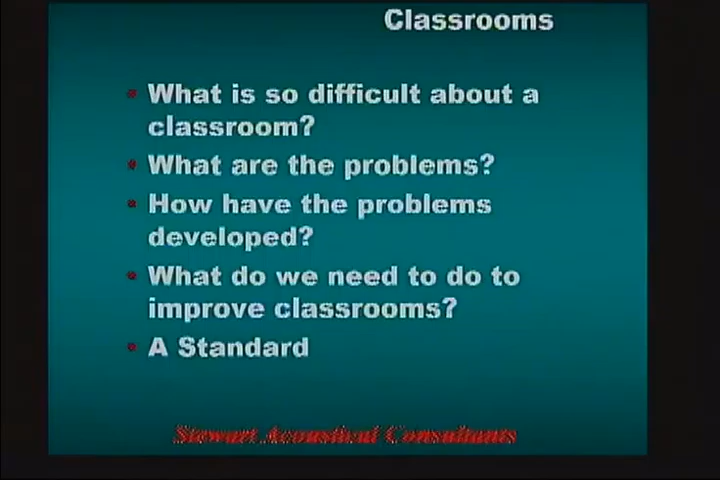 Classrooms
• What is so difficult about a
classroom?
• What are the problems?
• How have the problems
developed?
• What do we need to do to
improve classrooms?
• A Standard
Stewart Acoustical Consultants